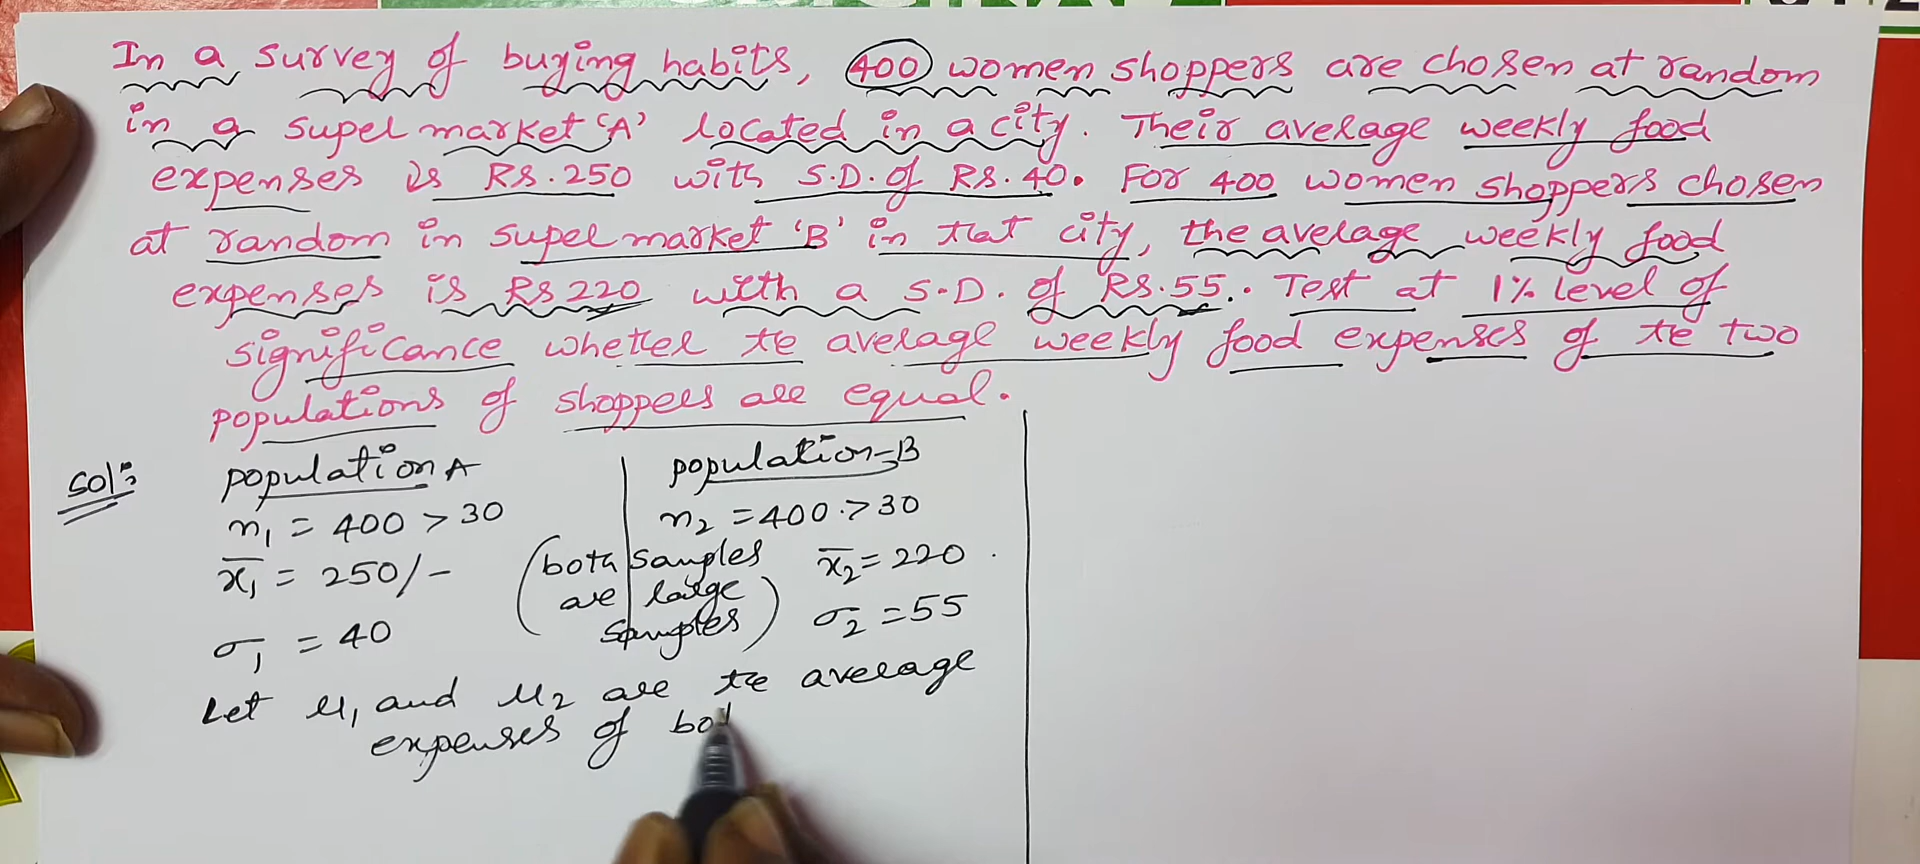 In a survey of buying habits, 400 women shoppers are chosen at random
in a supel market 'A' located in a city. Their average weekly food
expenses is RS.250 with S.D. of RS.40. For 400 women shoppers chosen
at random in supel market 'B' in that city, the average weekly food
expenses is RS 220 with a S.D. of RS.55. Test at 1% level of
significance whether the average weekly food expenses of the two
populations of shoppers are equal.
Sol:
population A
n₁ = 400 > 30
x̄₁ = 250/-
σ₁ = 40
population-B
n₂ = 400 > 30
(both samples
are large
samples)
x̄₂ = 220
σ₂ = 55
Let μ₁ and μ₂ are the average
expenses of bot